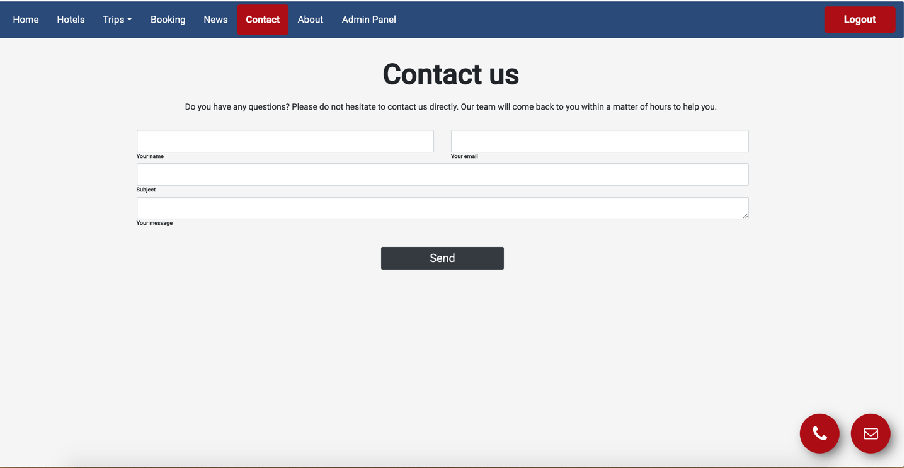 Home Hotels Trips Booking News Contact About Admin Panel Logout
Contact us
Do you have any questions? Please do not hesitate to contact us directly. Our team will come back to you within a matter of hours to help you.
Your name Your email
Subject
Your message
Send